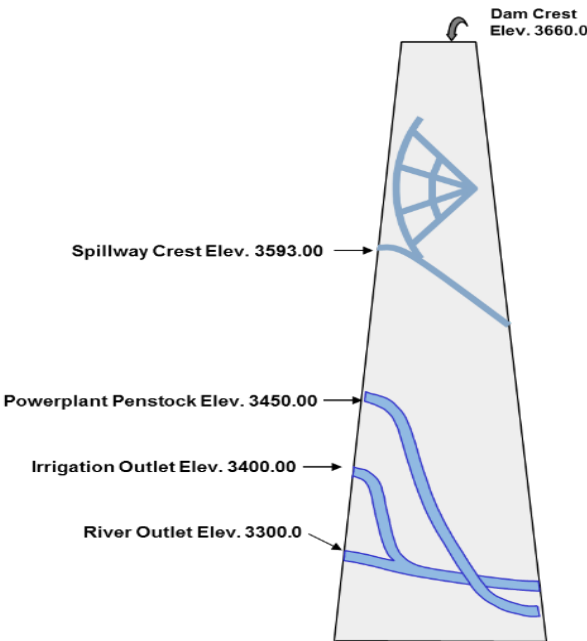 Dam Crest
Elev. 3660.0
Spillway Crest Elev. 3593.00
Powerplant Penstock Elev. 3450.00
Irrigation Outlet Elev. 3400.00
River Outlet Elev. 3300.0